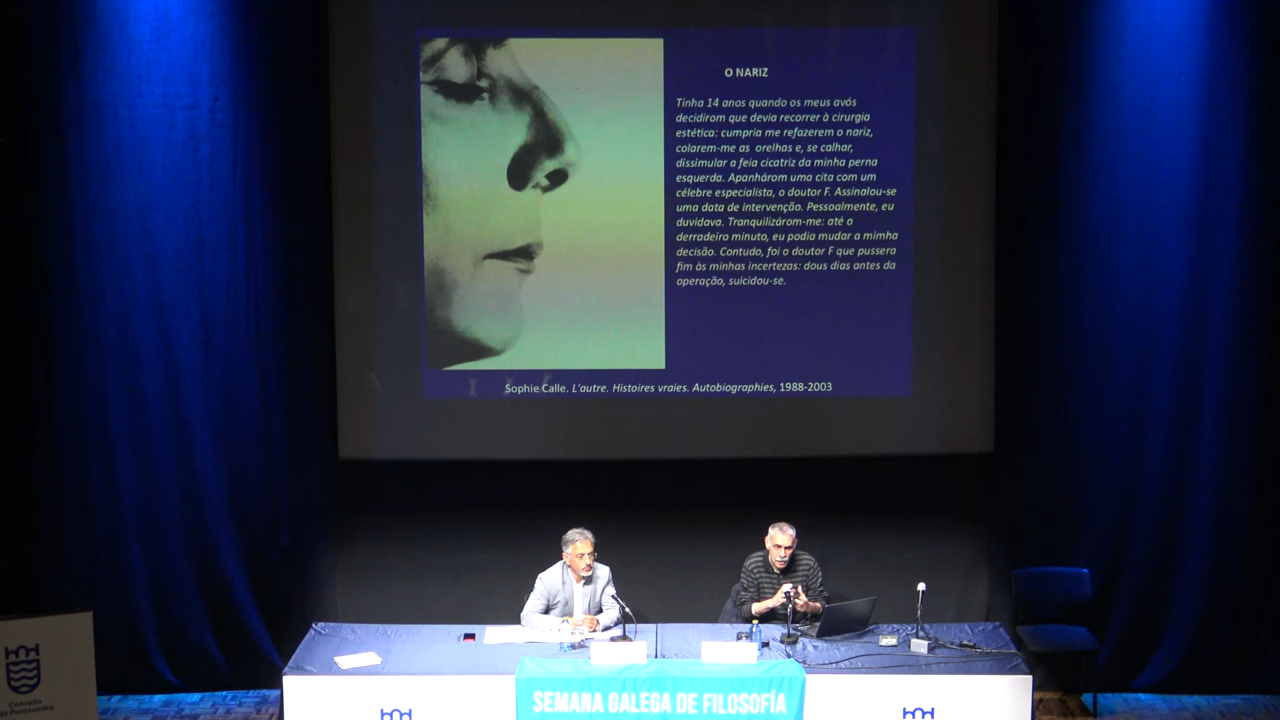 O NARIZ
Tinha 14 anos quando os meus avós
decidirom que devia recorrer à cirurgia
estética: cumpria me refazerem o nariz,
colarem-me as orelhas e, se calhar,
dissimular a feia cicatriz da minha perna
esquerda. Apanhárom uma cita com um
célebre especialista, o doutor F. Assinalou-se
uma data de intervenção. Pessoalmente, eu
duvidava. Tranquilizárom-me: até o
derradeiro minuto, eu podia mudar a mimha
decisão. Contudo, foi o doutor F que pussera
fim às minhas incertezas: dous dias antes da
operação, suicidou-se.
Sophie Calle. L'autre. Histoires vraies. Autobiographies, 1988-2003
Concello
de Pontevedra
SEMANA GALEGA DE FILOSOFÍA